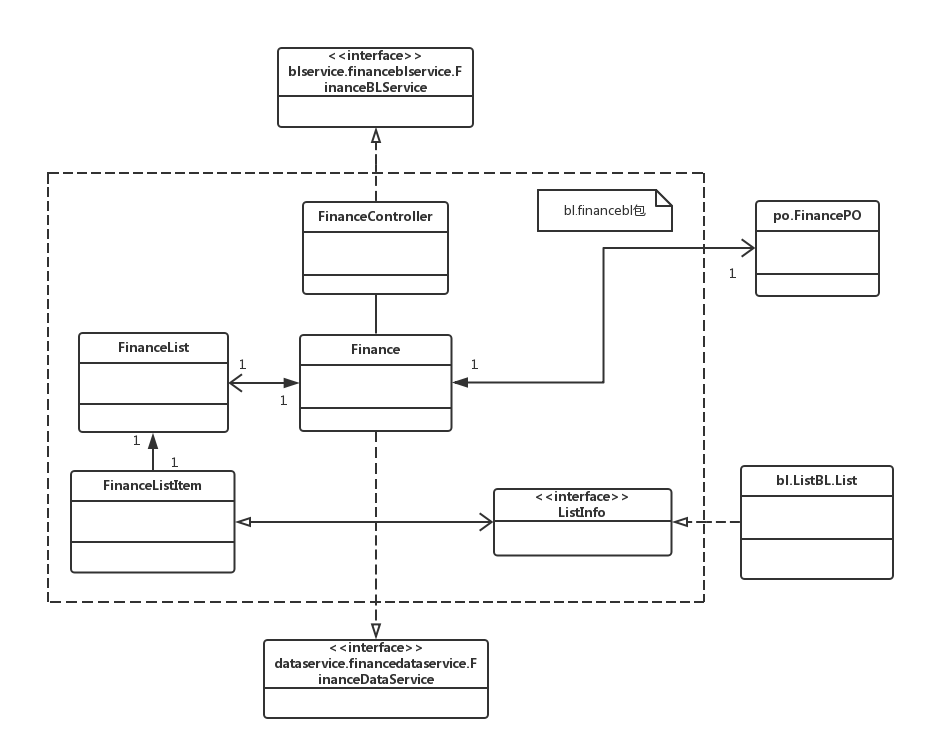 <<interface>>
blservice.financeblservice.F
inanceBLService
FinanceController
bl.financebl包
po.FinancePO
1
FinanceList
Finance
1
1
1
1
1
FinanceListItem
<<interface>>
ListInfo
bl.ListBL.List
<<interface>>
dataservice.financedataservice.F
inanceDataService